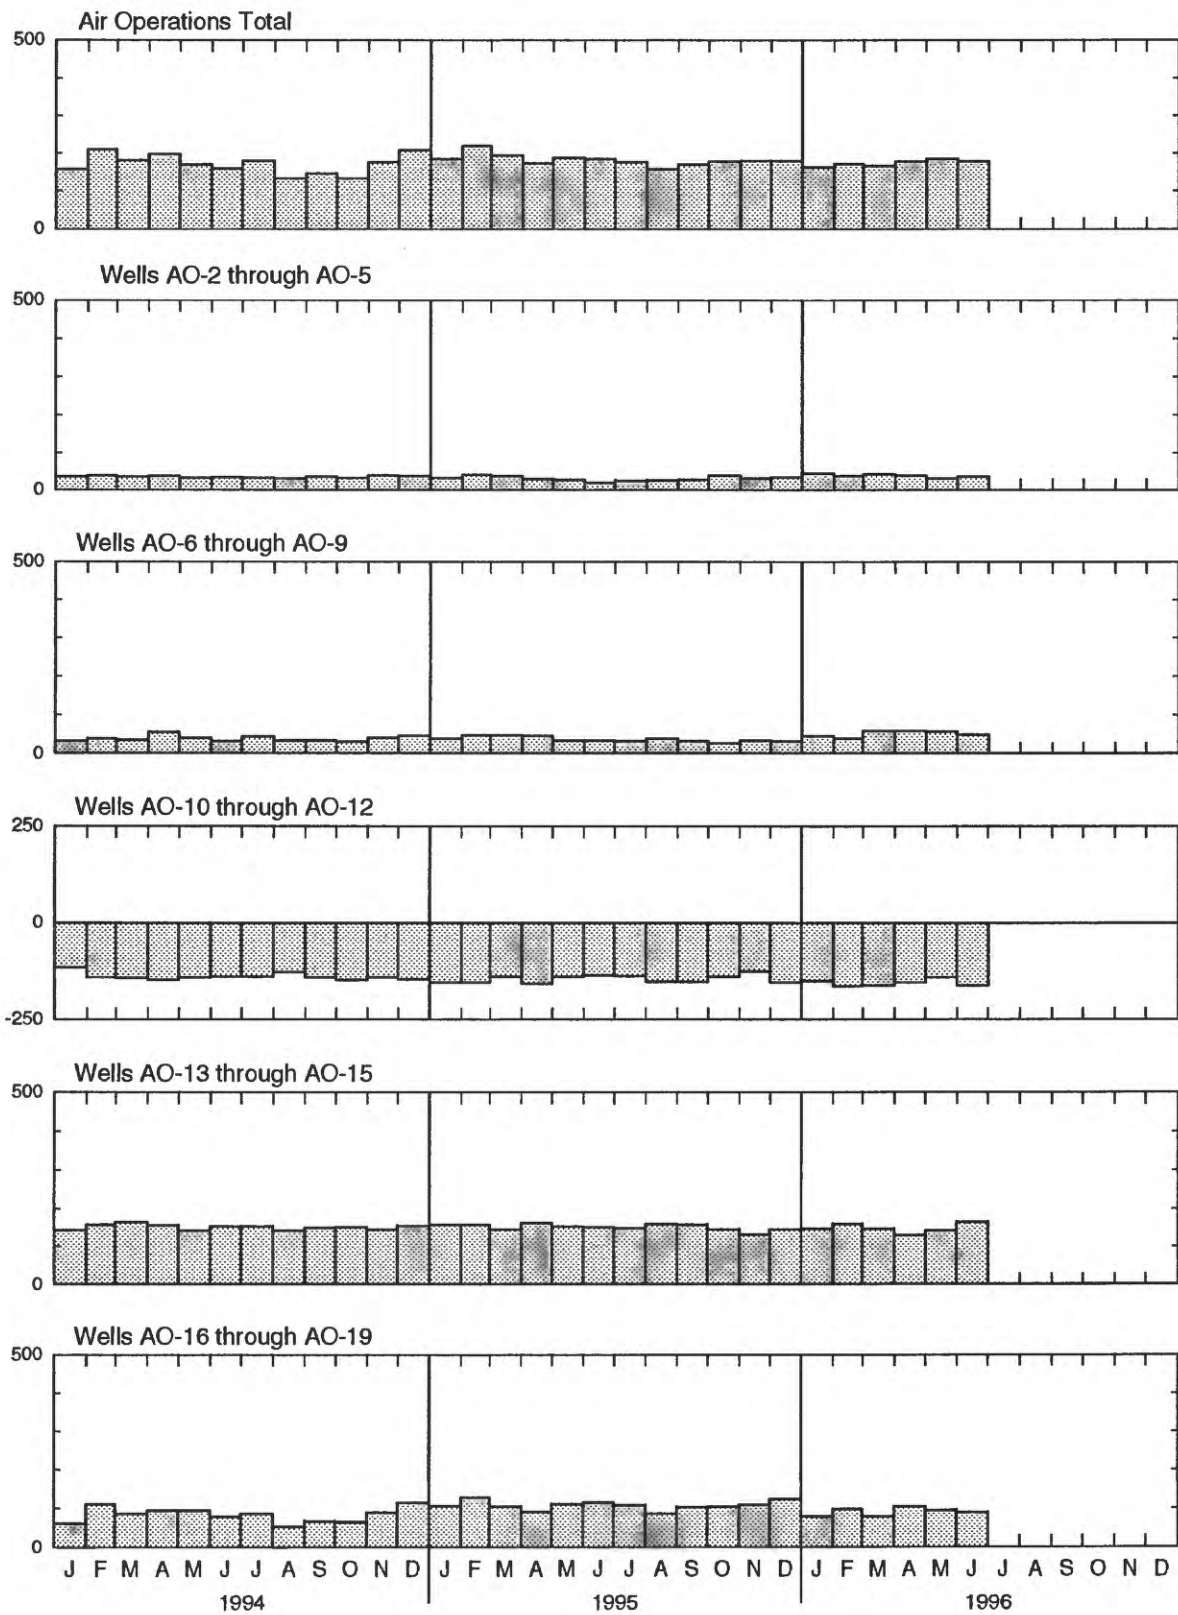 Air Operations Total
500
0
Wells AO-2 through AO-5
500
0
Wells AO-6 through AO-9
500
0
Wells AO-10 through AO-12
250
0
-250
Wells AO-13 through AO-15
500
0
Wells AO-16 through AO-19
500
0
J F M A M J J A S O N D J F M A M J J A S O N D J F M A M J J A S O N D
1994 1995 1996